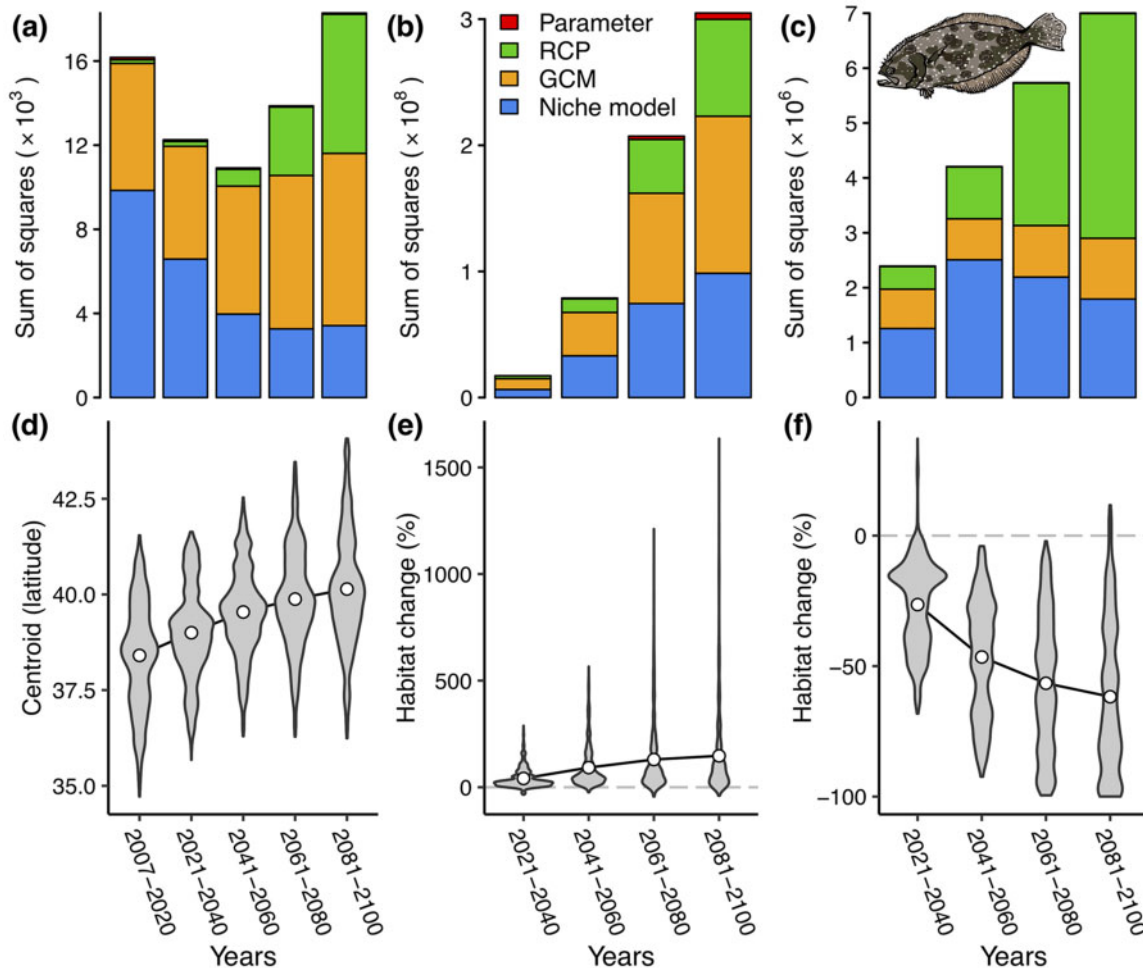 (a)
Sum of squares ( × 10³)
16
12
8
4
0
(b)
Parameter
RCP
GCM
Niche model
Sum of squares ( × 10⁸)
3
2
1
0
(c)
Sum of squares ( × 10⁶)
7
6
5
4
3
2
1
0
(d)
Centroid (latitude)
42.5
40.0
37.5
35.0
2007−2020
2021−2040
2041−2060
2061−2080
2081−2100
Years
(e)
Habitat change (%)
1500
1000
500
0
2021−2040
2041−2060
2061−2080
2081−2100
Years
(f)
Habitat change (%)
0
−50
−100
2021−2040
2041−2060
2061−2080
2081−2100
Years